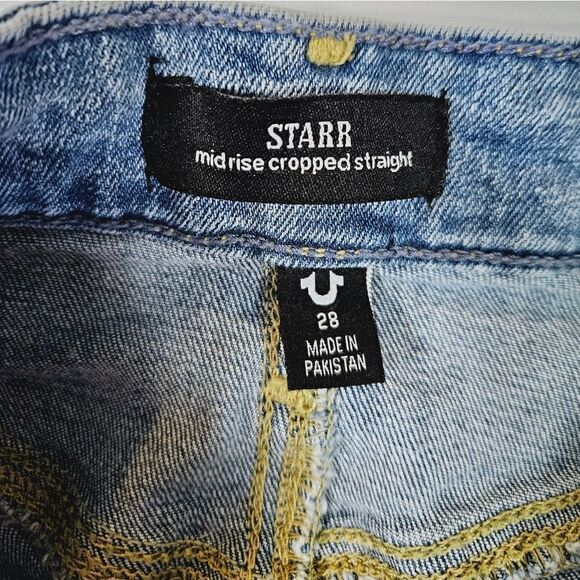 STARR
mid rise cropped straight
28
MADE IN
PAKISTAN